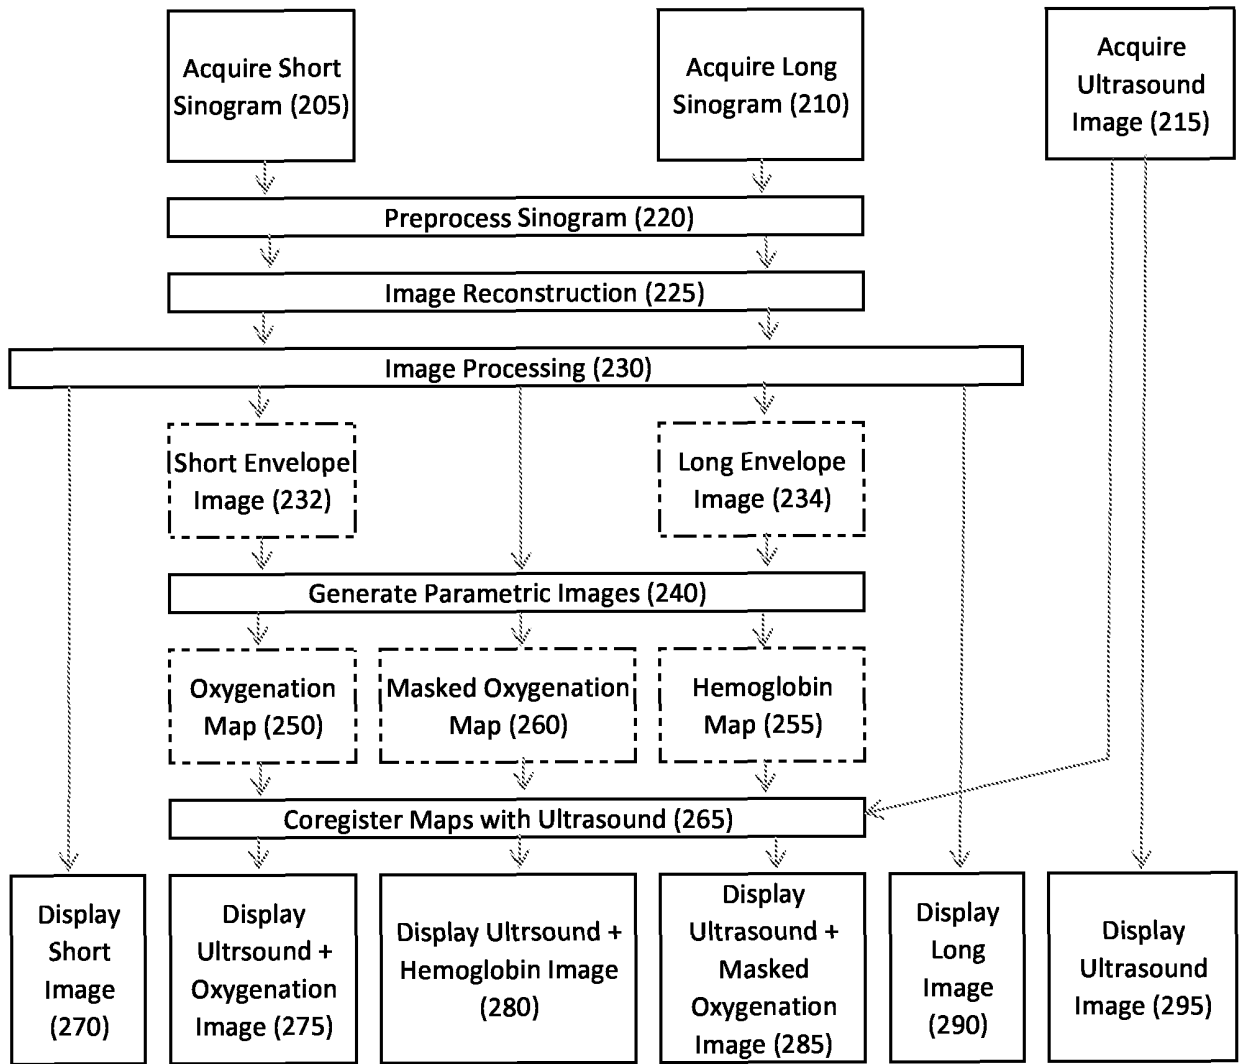 Acquire Short
Sinogram (205)
Acquire Long
Sinogram (210)
Acquire
Ultrasound
Image (215)
Preprocess Sinogram (220)
Image Reconstruction (225)
Image Processing (230)
Short Envelope
Image (232)
Long Envelope
Image (234)
Generate Parametric Images (240)
Oxygenation
Map (250)
Masked Oxygenation
Map (260)
Hemoglobin
Map (255)
Coregister Maps with Ultrasound (265)
Display
Short
Image
(270)
Display
Ultrsound +
Oxygenation
Image (275)
Display Ultrsound +
Hemoglobin Image
(280)
Display
Ultrasound +
Masked
Oxygenation
Image (285)
Display
Long
Image
(290)
Display
Ultrasound
Image (295)